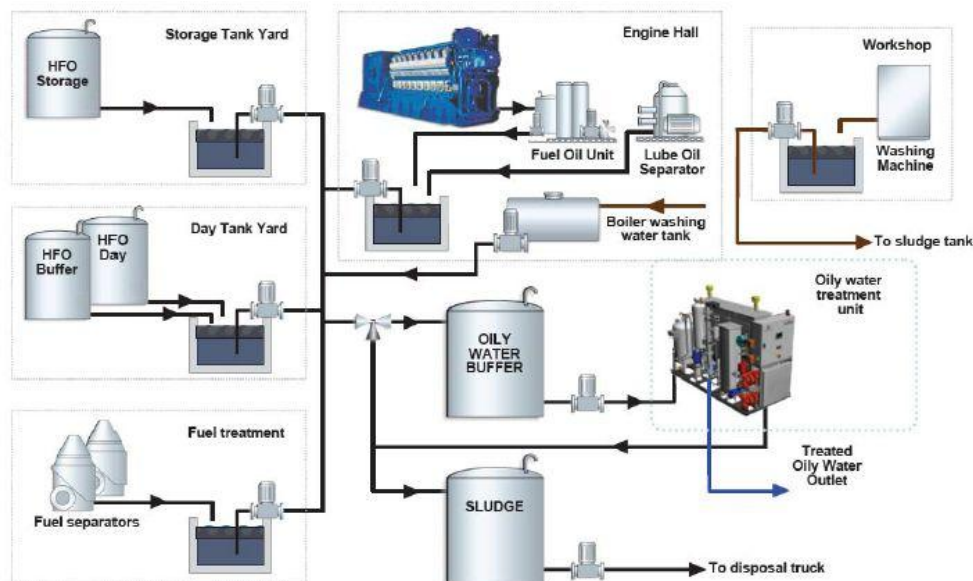 Storage Tank Yard
HFO
Storage
Engine Hall
Fuel Oil Unit
Lube Oil
Separator
Boiler washing
water tank
Workshop
Washing
Machine
To sludge tank
Day Tank Yard
HFO
Day
HFO
Buffer
OILY
WATER
BUFFER
Oily water
treatment
unit
Fuel treatment
Fuel separators
Treated
Oily Water
Outlet
SLUDGE
To disposal truck